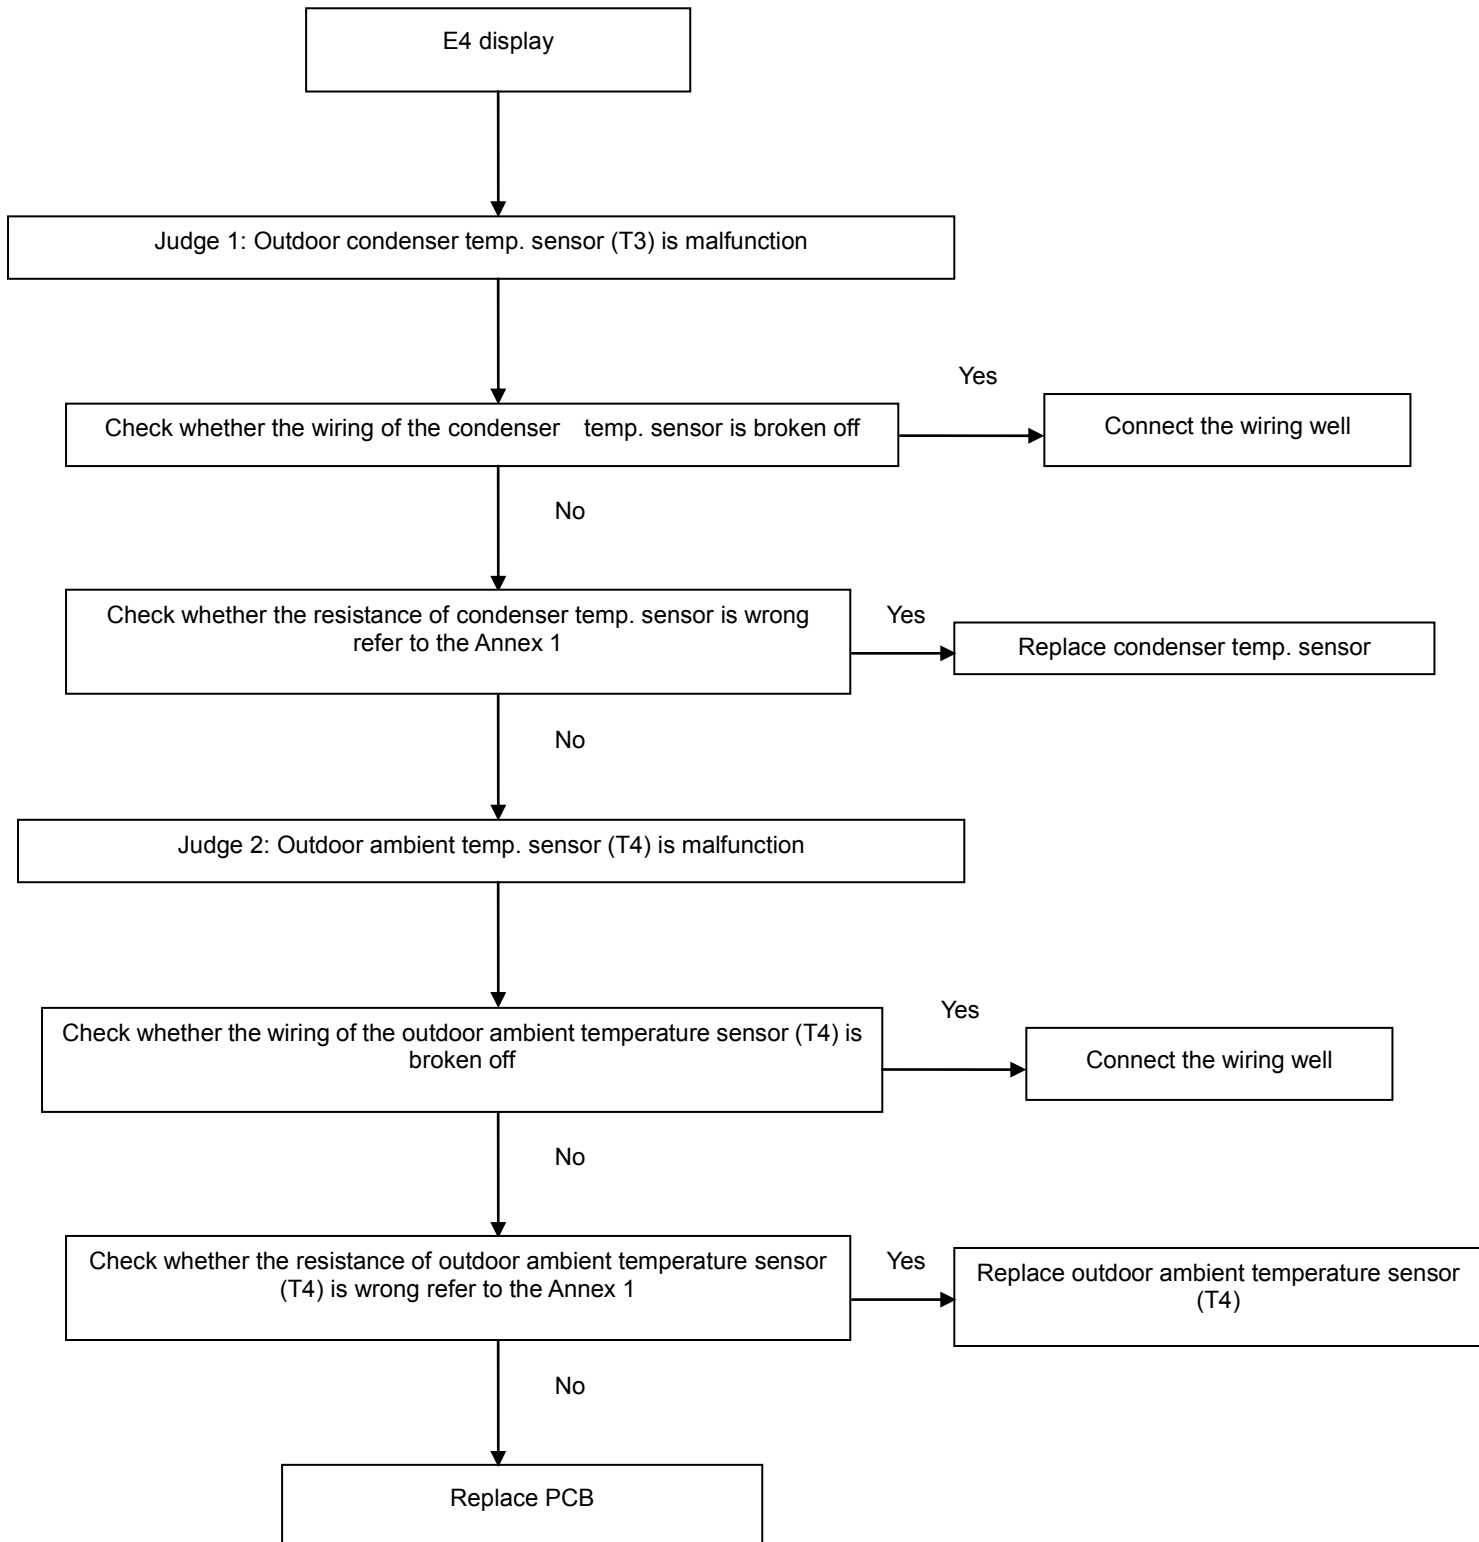 E4 display
Judge 1: Outdoor condenser temp. sensor (T3) is malfunction
Yes
Check whether the wiring of the condenser temp. sensor is broken off
Connect the wiring well
No
Check whether the resistance of condenser temp. sensor is wrong
refer to the Annex 1
Yes
Replace condenser temp. sensor
No
Judge 2: Outdoor ambient temp. sensor (T4) is malfunction
Check whether the wiring of the outdoor ambient temperature sensor (T4) is
broken off
Yes
Connect the wiring well
No
Check whether the resistance of outdoor ambient temperature sensor
(T4) is wrong refer to the Annex 1
Yes
Replace outdoor ambient temperature sensor
(T4)
No
Replace PCB